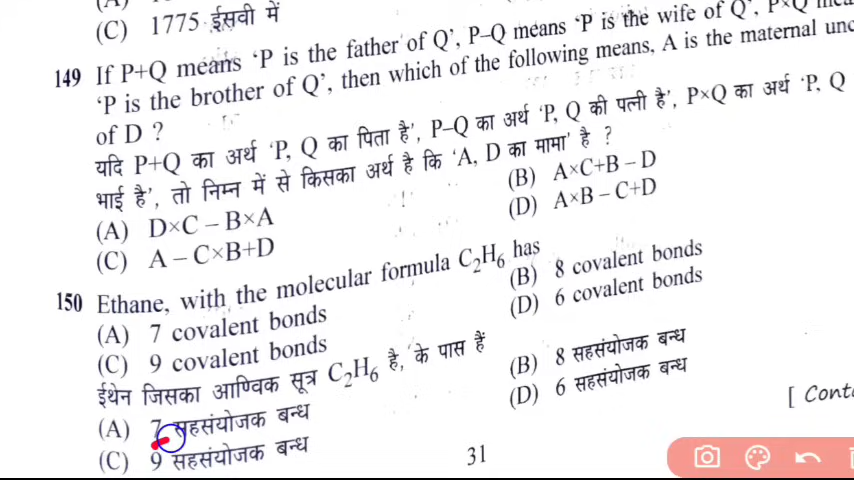 (C) 1775 ईसवी में
149 If P+Q means 'P is the father of Q', P–Q means 'P is the wife of Q', P×Q
'P is the brother of Q', then which of the following means, A is the maternal
of D ?
यदि P+Q का अर्थ 'P, Q का पिता है', P–Q का अर्थ 'P, Q की पत्नी है', P×Q का अर्थ 'P, Q
भाई है', तो निम्न में से किसका अर्थ है कि 'A, D का मामा' है ?
(A) D×C – B×A (B) A×C+B – D
(C) A – C×B+D (D) A×B – C+D
150 Ethane, with the molecular formula C₂H₆ has
(A) 7 covalent bonds (B) 8 covalent bonds
(C) 9 covalent bonds (D) 6 covalent bonds
ईथेन जिसका आण्विक सूत्र C₂H₆ है, के पास हैं
(A) 7 सहसंयोजक बन्ध (B) 8 सहसंयोजक बन्ध
(C) 9 सहसंयोजक बन्ध (D) 6 सहसंयोजक बन्ध
31